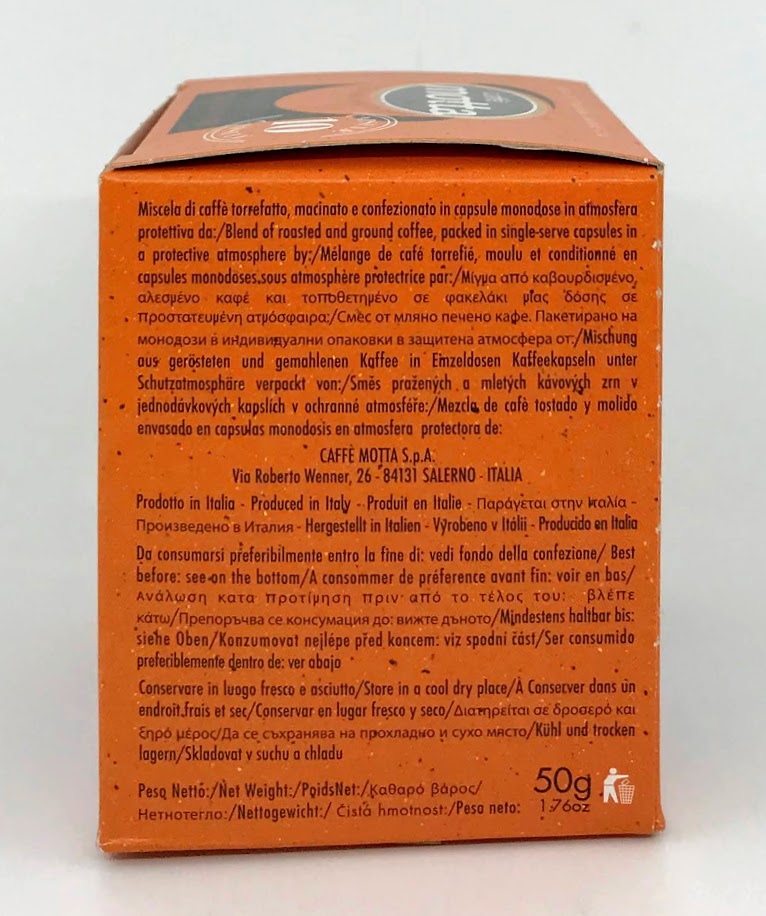 caffè
motta
10
Miscela di caffè torrefatto, macinato e confezionato in capsule monodose in atmosfera
protettiva da:/Blend of roasted and ground coffee, packed in single-serve capsules in
a protective atmosphere by:/Mélange de café torrefié, moulu et conditionné en
capsules monodoses sous atmosphère protectrice par:/Μίγμα από καβουρδισμένο,
αλεσμένο καφέ και τοποθετημένο σε φακελάκι μίας δόσης σε
προστατευμένη ατμόσφαιρα:/Смес от мляно печено кафе. Пакетирано на
монодози в индивидуални опаковки в защитена атмосфера от:/Mischung
aus gerösteten und gemahlenen Kaffee in Einzeldosen Kaffeekapseln unter
Schutzatmosphäre verpackt von:/Směs pražených a mletých kávových zrn v
jednodávkových kapslích v ochranné atmosféře:/Mezcla de cafè tostado y molido
envasado en capsulas monodosis en atmosfera protectora de:
CAFFÈ MOTTA S.p.A.
Via Roberto Wenner, 26 - 84131 SALERNO - ITALIA
Prodotto in Italia - Produced in Italy - Produit en Italie - Παράγεται στην Ιταλία -
Произведено в Италия - Hergestellt in Italien - Výrobeno v Itálii - Producido en Italia
Da consumarsi preferibilmente entro la fine di: vedi fondo della confezione/ Best
before: see on the bottom/A consommer de préference avant fin: voir en bas/
Ανάλωση κατα προτίμηση πριν από το τέλος του: βλέπε
κάτω/Препоръчва се консумация до: вижте дъното/Mindestens haltbar bis:
siehe Oben/Konzumovat nejlépe před koncem: viz spodní část/Ser consumido
preferiblemente dentro de: ver abajo
Conservare in luogo fresco e asciutto/Store in a cool dry place/À Conserver dans un
endroit frais et sec/Conservar en lugar fresco y seco/Διατηρείται σε δροσερό και
ξηρό μέρος/Да се съхранява на прохладно и сухо място/Kühl und trocken
lagern/Skladovat v suchu a chladu
Peso Netto:/Net Weight:/PoidsNet:/Καθαρό βάρος/
Нетнотегло:/Nettogewicht:/ Čistá hmotnost:/Peso neto:
50g
1.76oz